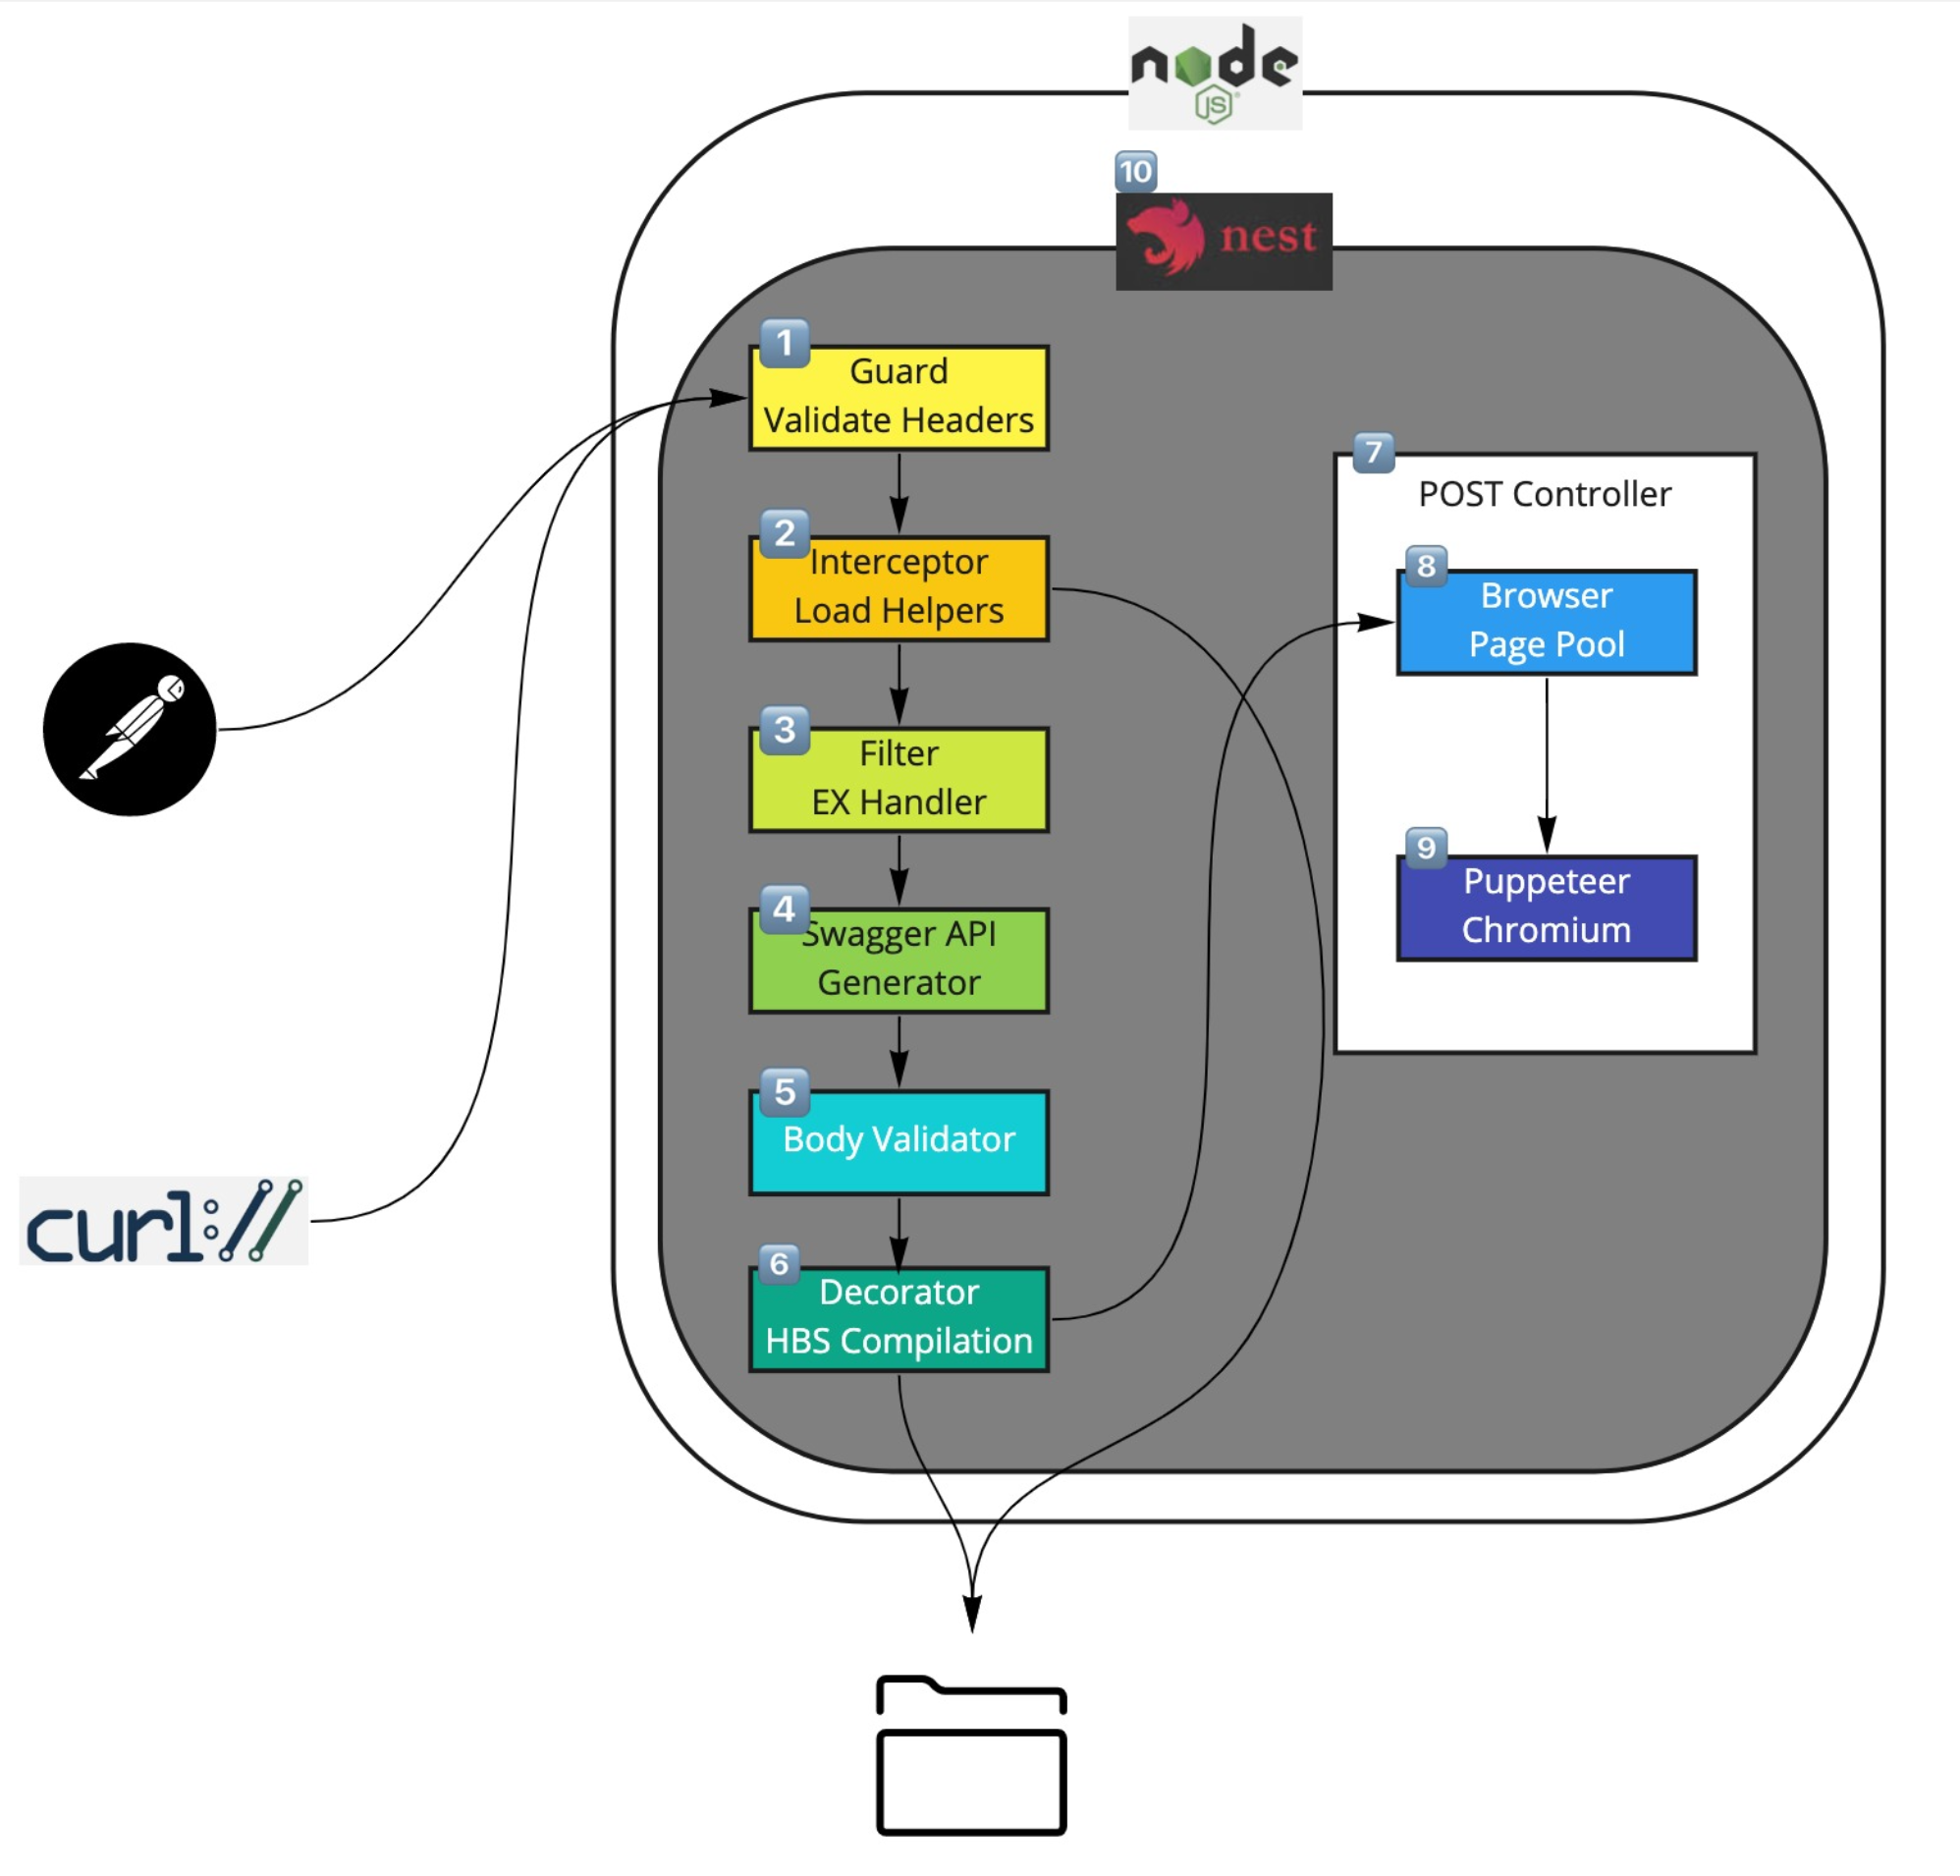 node
JS
10
nest
1
Guard
Validate Headers
2
Interceptor
Load Helpers
3
Filter
EX Handler
4
Swagger API
Generator
5
Body Validator
6
Decorator
HBS Compilation
7
POST Controller
8
Browser
Page Pool
9
Puppeteer
Chromium
curl://